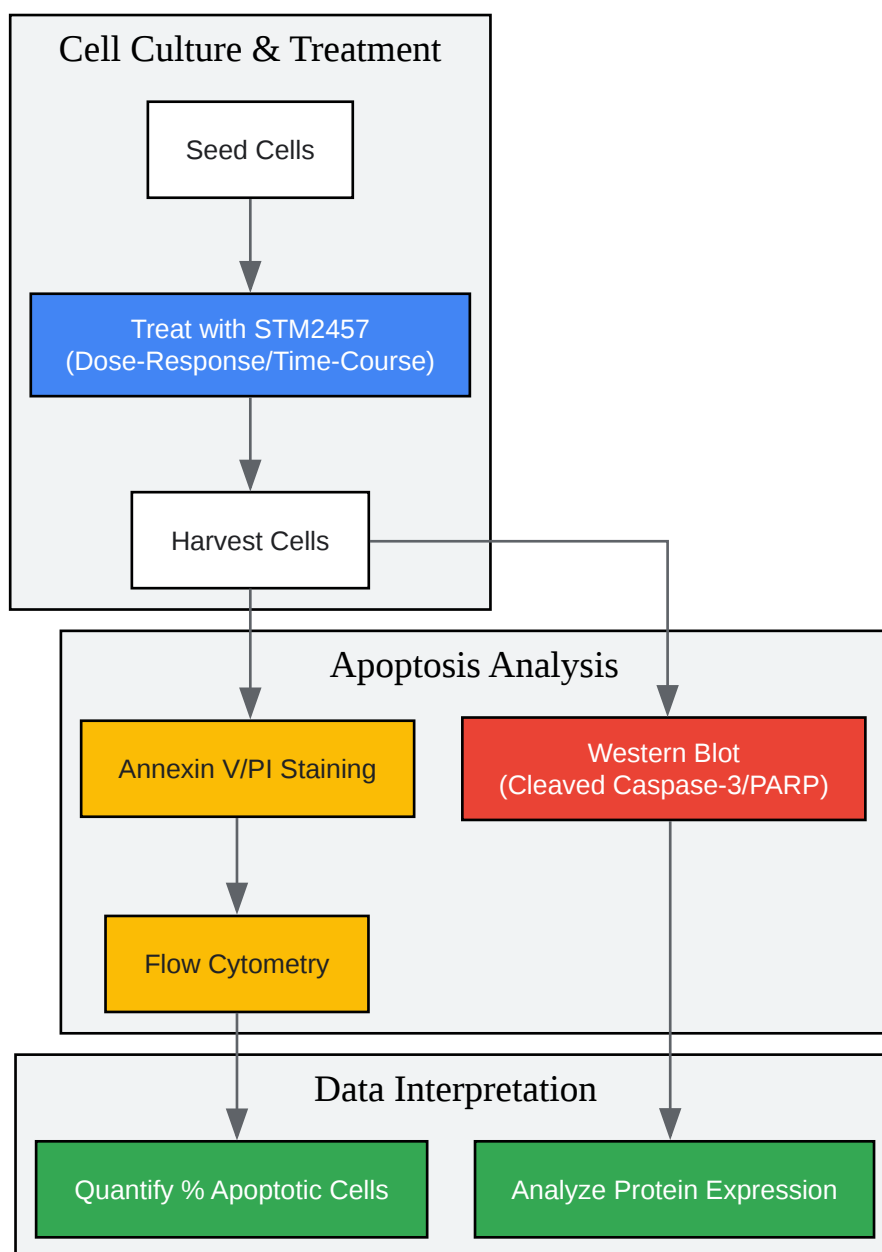 Cell Culture & Treatment
Seed Cells
Treat with STM2457
(Dose-Response/Time-Course)
Harvest Cells
Apoptosis Analysis
Annexin V/PI Staining
Western Blot
(Cleaved Caspase-3/PARP)
Flow Cytometry
Data Interpretation
Quantify % Apoptotic Cells
Analyze Protein Expression